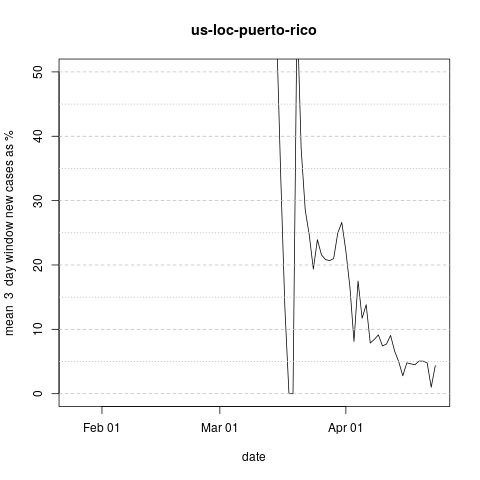 us-loc-puerto-rico
mean 3 day window new cases as %
50
40
30
20
10
0
Feb 01
Mar 01
Apr 01
date